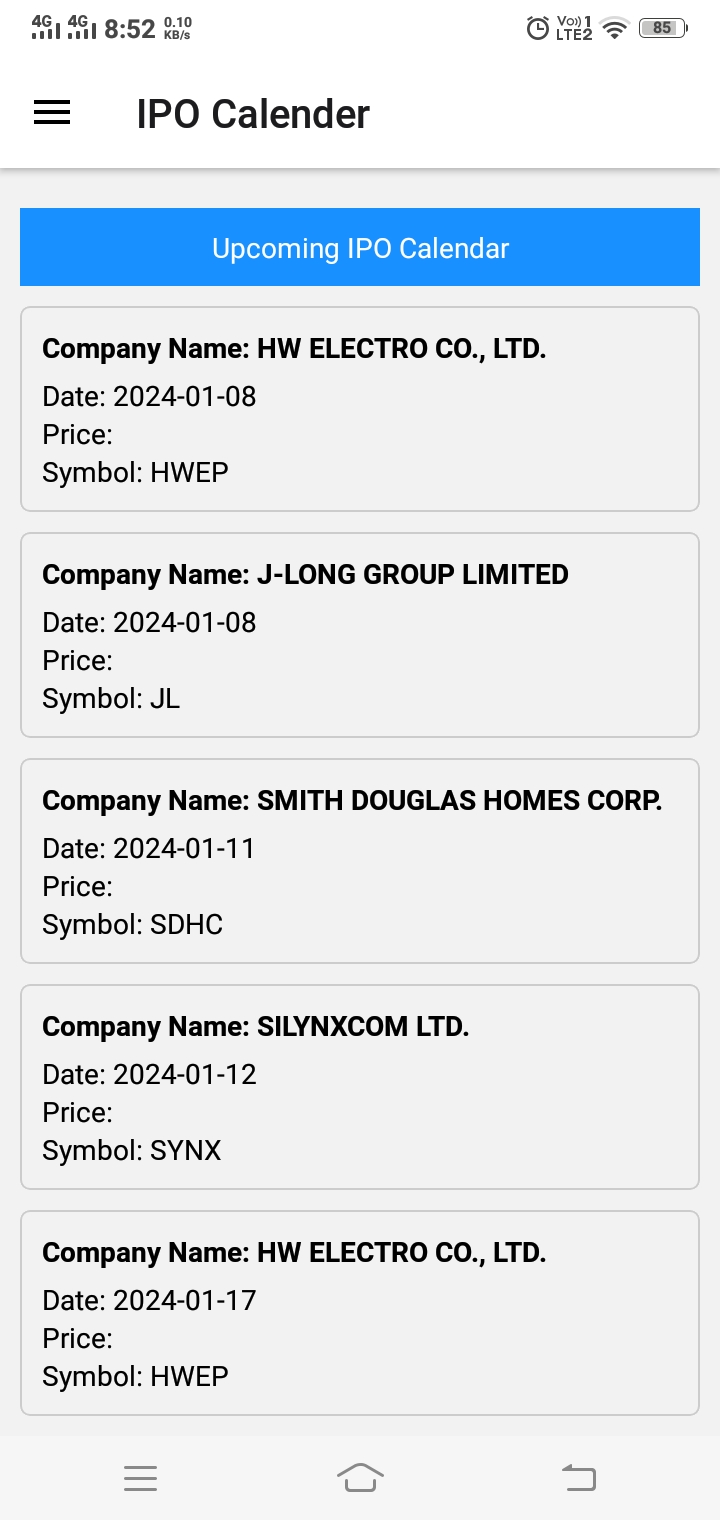 4G 4G 8:52 0.10 KB/s Vo)) 1 LTE2 85
IPO Calender
Upcoming IPO Calendar
Company Name: HW ELECTRO CO., LTD.
Date: 2024-01-08
Price:
Symbol: HWEP
Company Name: J-LONG GROUP LIMITED
Date: 2024-01-08
Price:
Symbol: JL
Company Name: SMITH DOUGLAS HOMES CORP.
Date: 2024-01-11
Price:
Symbol: SDHC
Company Name: SILYNXCOM LTD.
Date: 2024-01-12
Price:
Symbol: SYNX
Company Name: HW ELECTRO CO., LTD.
Date: 2024-01-17
Price:
Symbol: HWEP